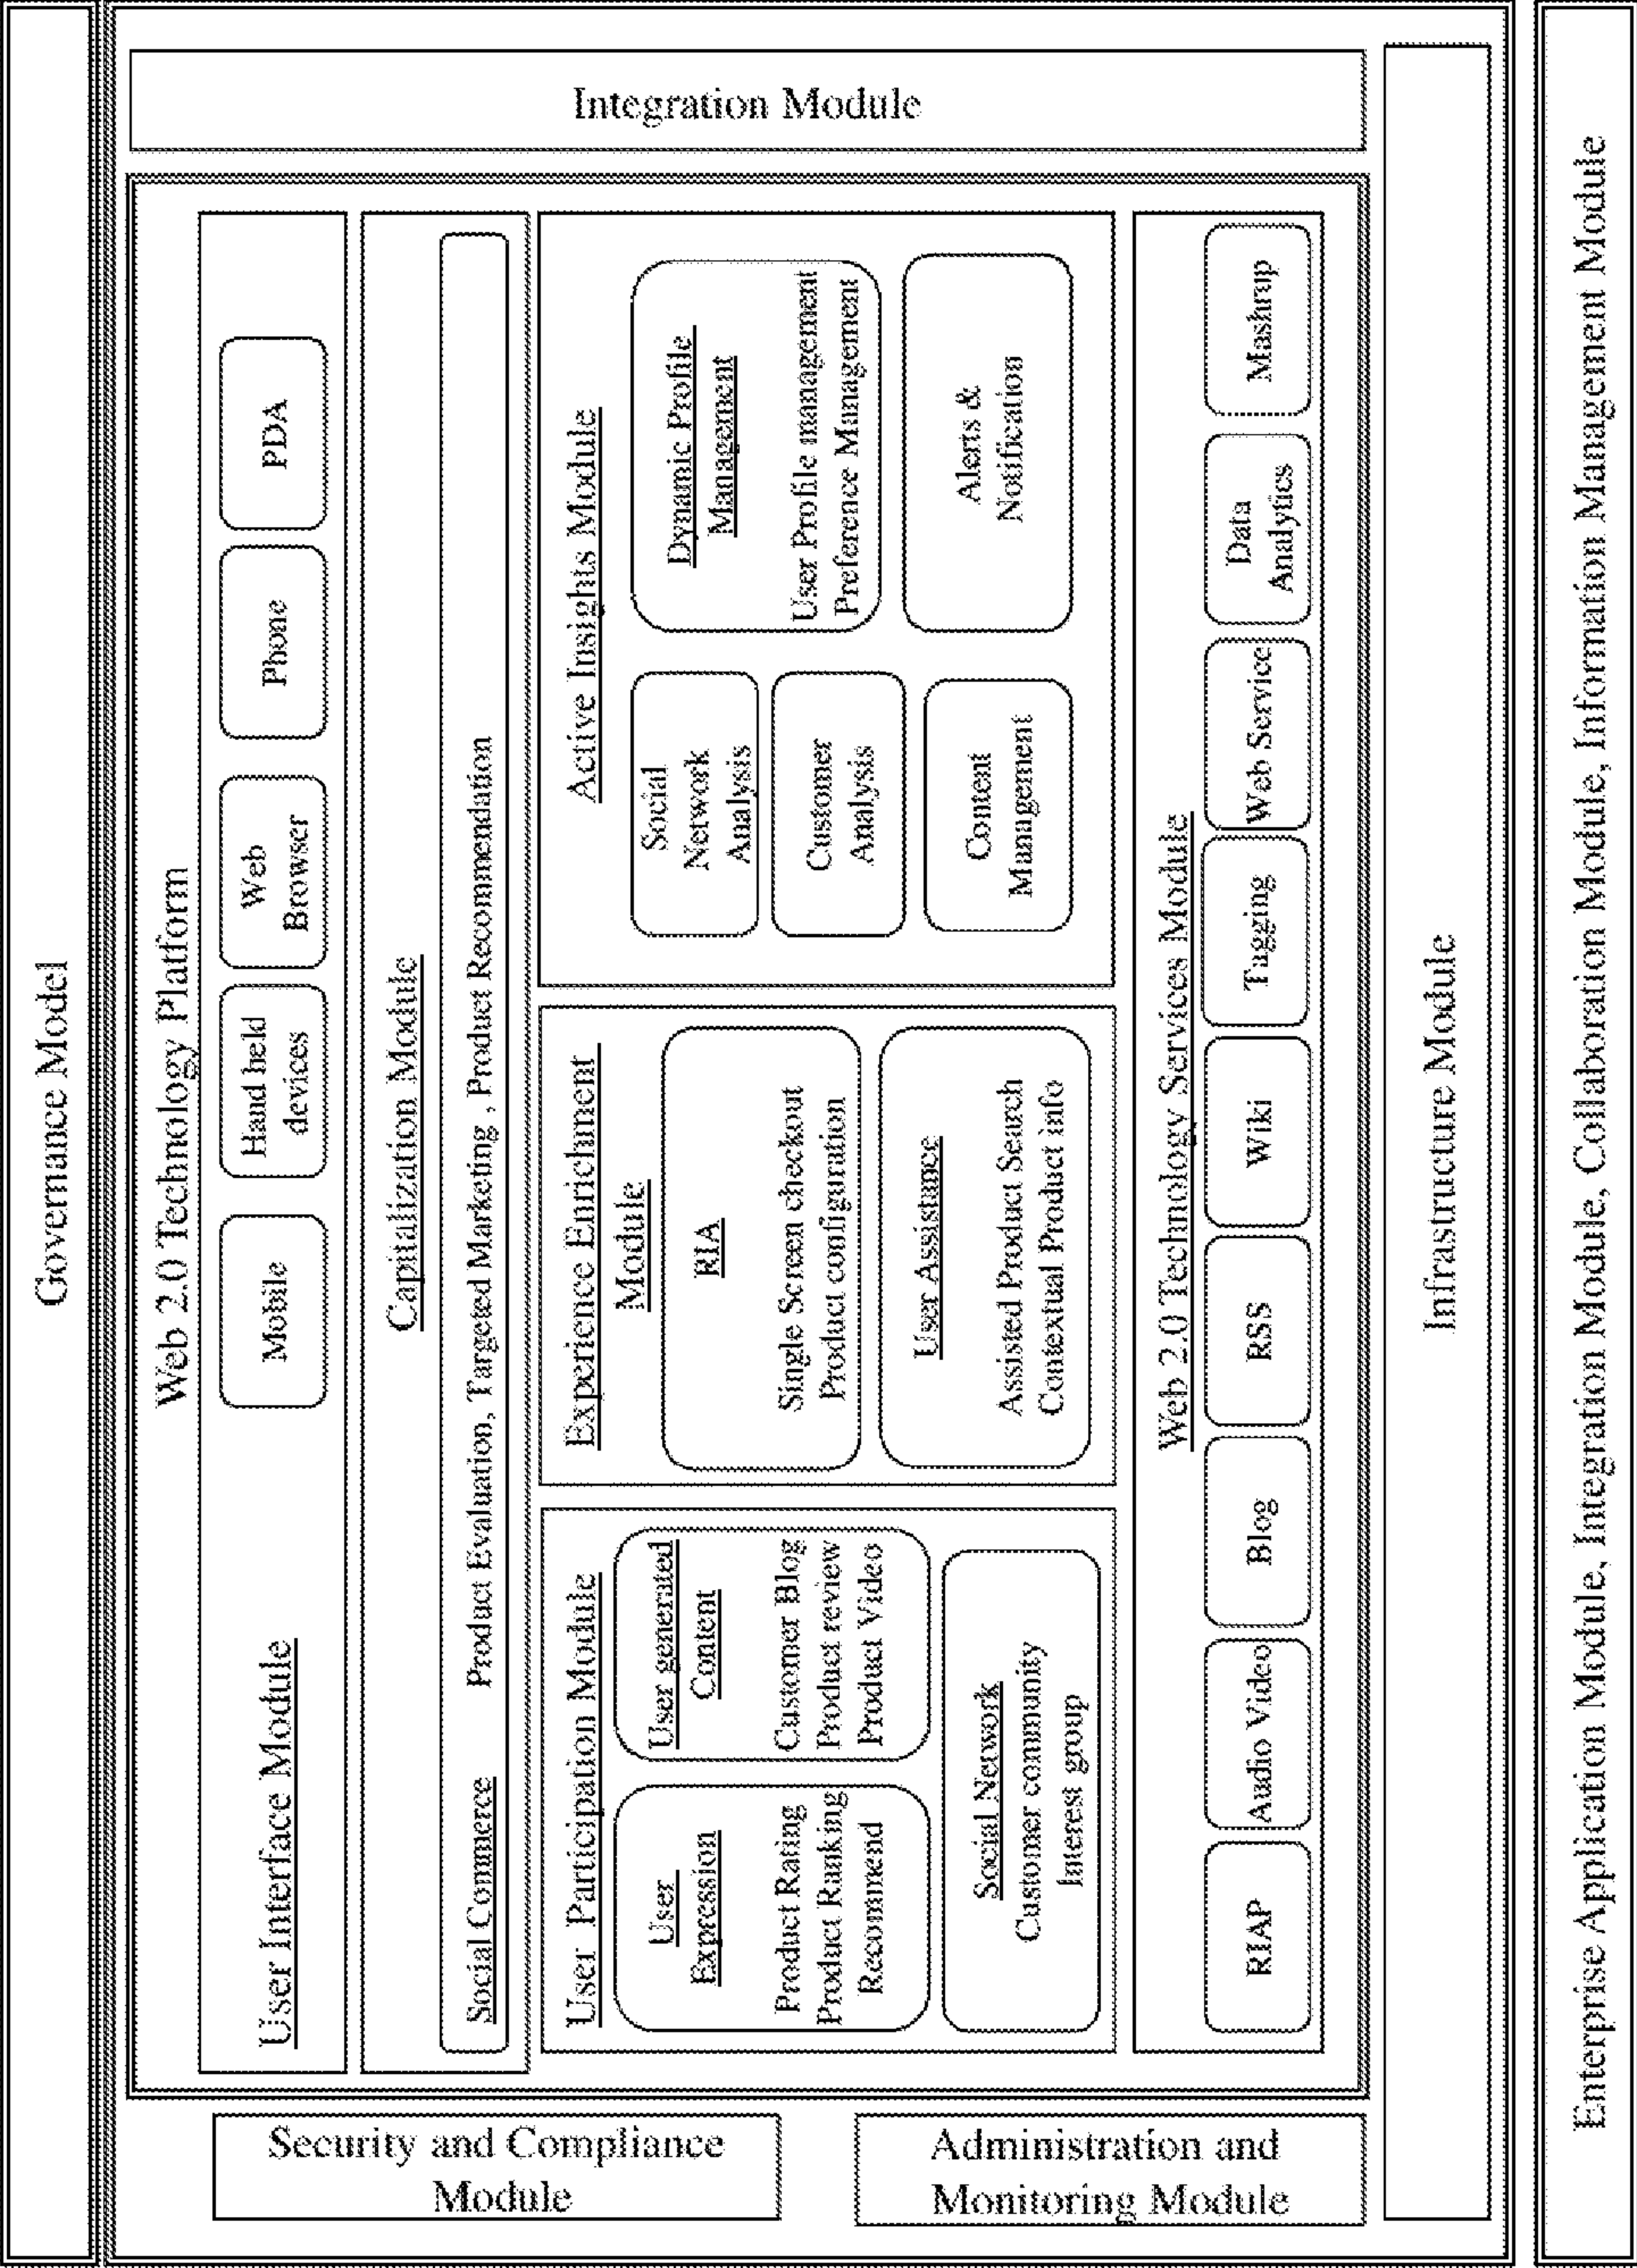 Governance Model
Web 2.0 Technology Platform
User Interface Module
Mobile
Hand held
devices
Web
Browser
Phone
PDA
Capitalization Module
Social Commerce
Product Evaluation, Targeted Marketing , Product Recommendation
User Participation Module
User
Expression
Product Rating
Product Ranking
Recommend
User generated
Content
Customer Blog
Product review
Product Video
Social Network
Customer community
Interest group
Experience Enrichment
Module
RIA
Single Screen checkout
Product configuration
User Assistance
Assisted Product Search
Contextual Product info
Active Insights Module
Social
Network
Analysis
Customer
Analysis
Content
Management
Dynamic Profile
Management
User Profile management
Preference Management
Alerts &
Notification
Web 2.0 Technology Services Module
RIAP
Audio Video
Blog
RSS
Wiki
Tagging
Web Service
Data
Analytics
Mashrup
Security and Compliance
Module
Administration and
Monitoring Module
Integration Module
Infrastructure Module
Enterprise Application Module, Integration Module, Collaboration Module, Information Management Module